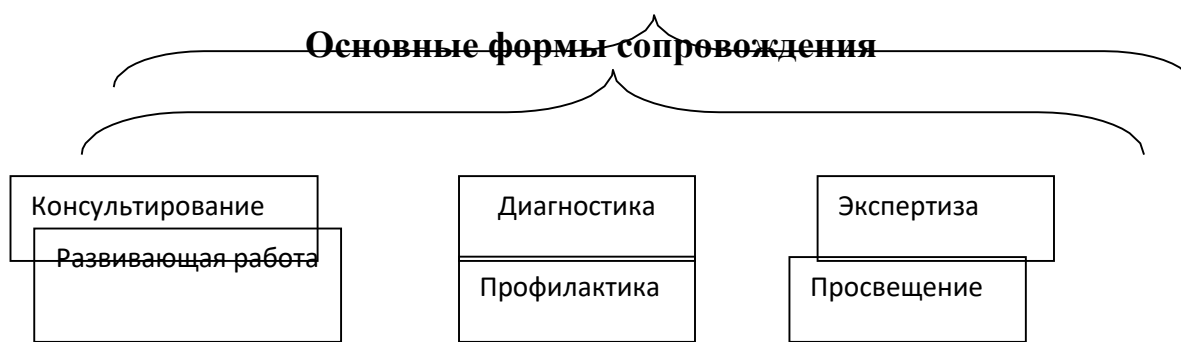 Основные формы сопровождения
Консультирование
Диагностика
Экспертиза
Развивающая работа
Профилактика
Просвещение